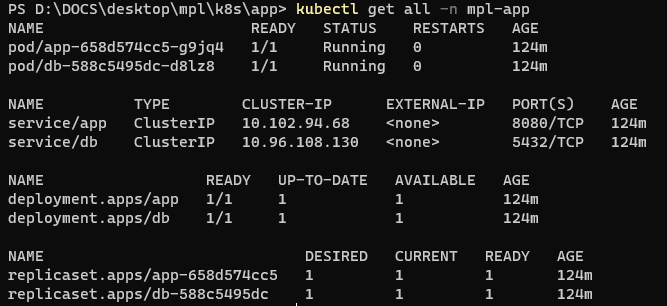 PS D:\DOCS\desktop\mpl\k8s\app> kubectl get all -n mpl-app
NAME READY STATUS RESTARTS AGE
pod/app-658d574cc5-g9jq4 1/1 Running 0 124m
pod/db-588c5495dc-d8lz8 1/1 Running 0 124m
NAME TYPE CLUSTER-IP EXTERNAL-IP PORT(S) AGE
service/app ClusterIP 10.102.94.68 <none> 8080/TCP 124m
service/db ClusterIP 10.96.108.130 <none> 5432/TCP 124m
NAME READY UP-TO-DATE AVAILABLE AGE
deployment.apps/app 1/1 1 1 124m
deployment.apps/db 1/1 1 1 124m
NAME DESIRED CURRENT READY AGE
replicaset.apps/app-658d574cc5 1 1 1 124m
replicaset.apps/db-588c5495dc 1 1 1 124m